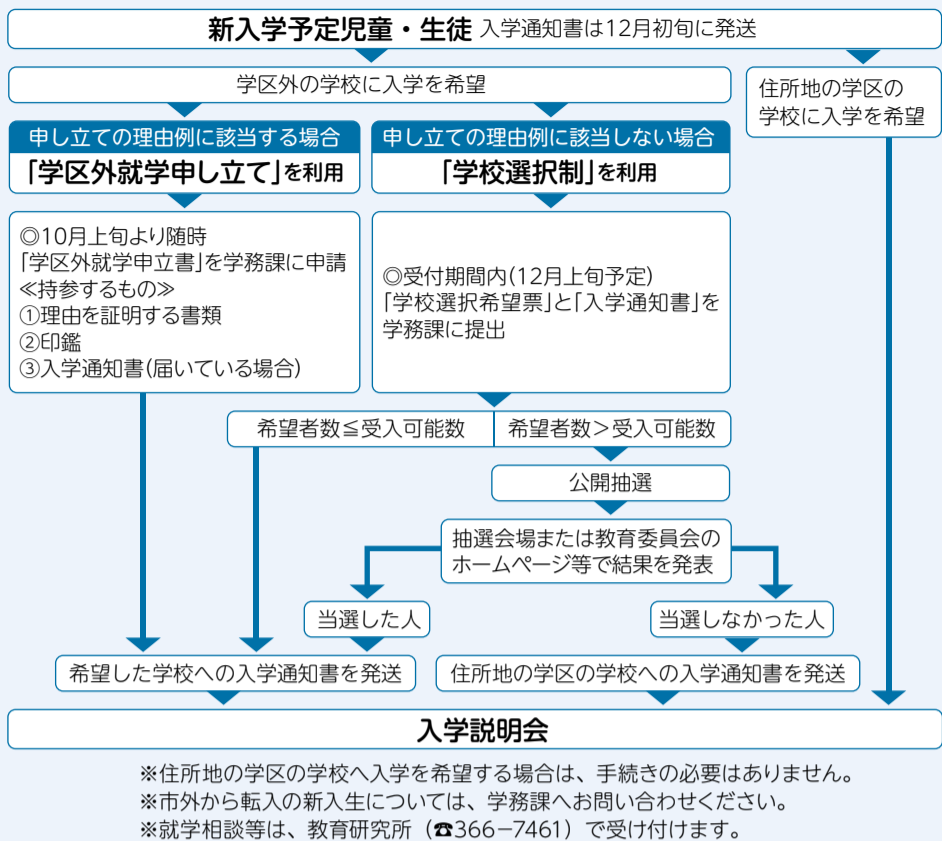 新入学予定児童・生徒 入学通知書は12月初旬に発送
学区外の学校に入学を希望
住所地の学区の
学校に入学を希望
申し立ての理由例に該当する場合
「学区外就学申し立て」を利用
申し立ての理由例に該当しない場合
「学校選択制」を利用
◎10月上旬より随時
「学区外就学申立書」を学務課に申請
≪持参するもの≫
①理由を証明する書類
②印鑑
③入学通知書(届いている場合)
◎受付期間内(12月上旬予定)
「学校選択希望票」と「入学通知書」を
学務課に提出
希望者数≦受入可能数
希望者数>受入可能数
公開抽選
抽選会場または教育委員会の
ホームページ等で結果を発表
当選した人
当選しなかった人
希望した学校への入学通知書を発送
住所地の学区の学校への入学通知書を発送
入学説明会
※住所地の学区の学校へ入学を希望する場合は、手続きの必要はありません。
※市外から転入の新入生については、学務課へお問い合わせください。
※就学相談等は、教育研究所(☎366-7461)で受け付けます。